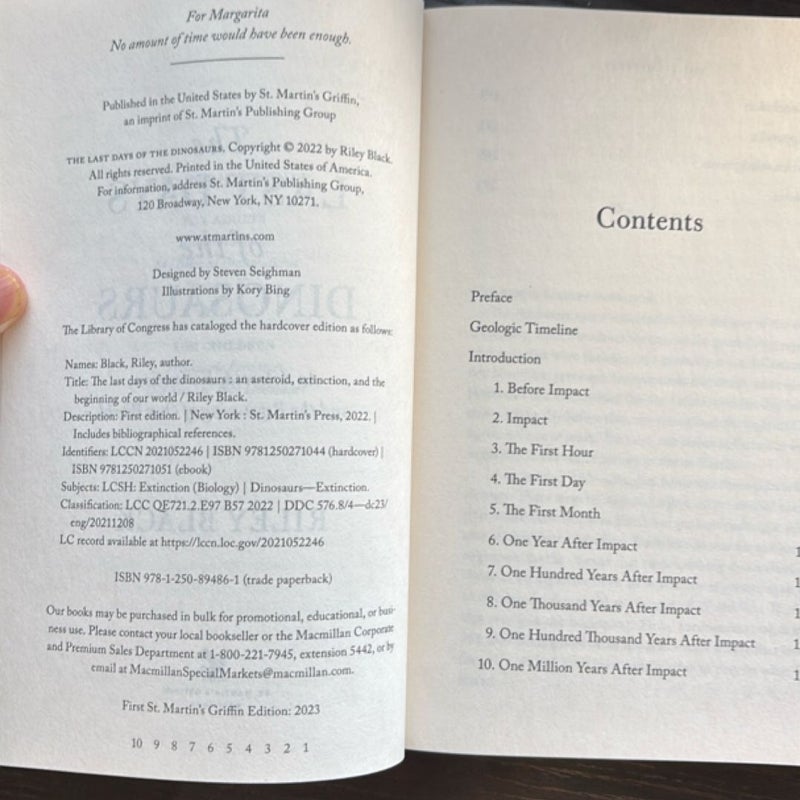 For Margarita
No amount of time would have been enough.
Published in the United States by St. Martin's Griffin,
an imprint of St. Martin's Publishing Group
THE LAST DAYS OF THE DINOSAURS. Copyright © 2022 by Riley Black.
All rights reserved. Printed in the United States of America.
For information, address St. Martin's Publishing Group,
120 Broadway, New York, NY 10271.
www.stmartins.com
Designed by Steven Seighman
Illustrations by Kory Bing
The Library of Congress has cataloged the hardcover edition as follows:
Names: Black, Riley, author.
Title: The last days of the dinosaurs : an asteroid, extinction, and the
beginning of our world / Riley Black.
Description: First edition. | New York : St. Martin's Press, 2022. |
Includes bibliographical references.
Identifiers: LCCN 2021052246 | ISBN 9781250271044 (hardcover) |
ISBN 9781250271051 (ebook)
Subjects: LCSH: Extinction (Biology) | Dinosaurs—Extinction.
Classification: LCC QE721.2.E97 B57 2022 | DDC 576.8/4—dc23/
eng/20211208
LC record available at https://lccn.loc.gov/2021052246
ISBN 978-1-250-89486-1 (trade paperback)
Our books may be purchased in bulk for promotional, educational, or busi-
ness use. Please contact your local bookseller or the Macmillan Corporate
and Premium Sales Department at 1-800-221-7945, extension 5442, or by
email at MacmillanSpecialMarkets@macmillan.com.
First St. Martin's Griffin Edition: 2023
10 9 8 7 6 5 4 3 2 1
Contents
Preface
Geologic Timeline
Introduction
1. Before Impact
2. Impact
3. The First Hour
4. The First Day
5. The First Month
6. One Year After Impact
7. One Hundred Years After Impact
8. One Thousand Years After Impact
9. One Hundred Thousand Years After Impact
10. One Million Years After Impact